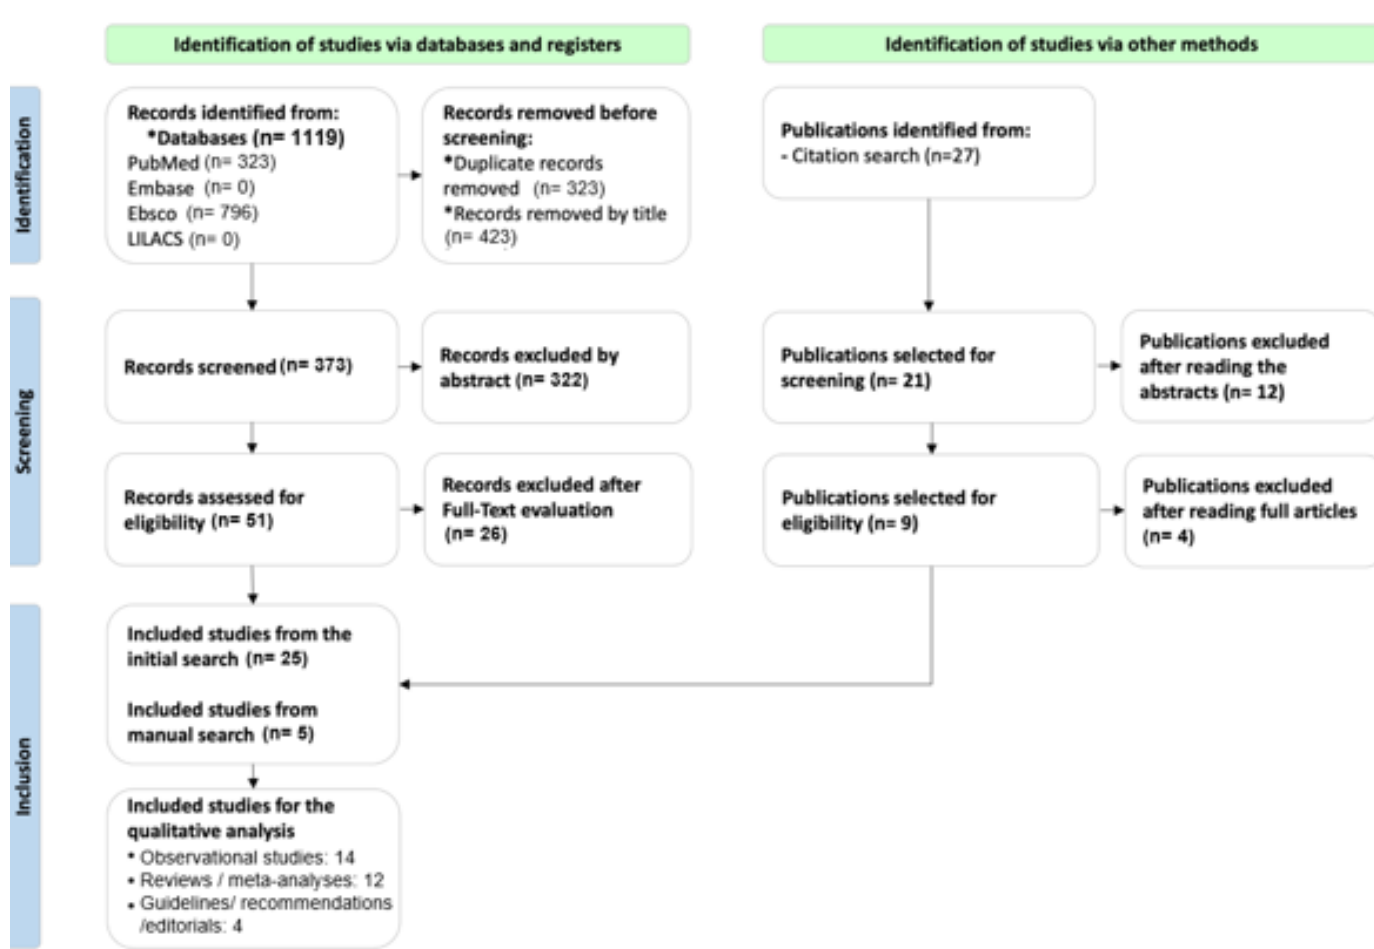 Identification of studies via databases and registers
Identification of studies via other methods
Identification
Records identified from:
*Databases (n= 1119)
PubMed (n= 323)
Embase (n= 0)
Ebsco (n= 796)
LILACS (n= 0)
Records removed before
screening:
*Duplicate records
removed (n= 323)
*Records removed by title
(n= 423)
Publications identified from:
- Citation search (n=27)
Screening
Records screened (n= 373)
Records excluded by
abstract (n= 322)
Publications selected for
screening (n= 21)
Publications excluded
after reading the
abstracts (n= 12)
Records assessed for
eligibility (n= 51)
Records excluded after
Full-Text evaluation
(n= 26)
Publications selected for
eligibility (n= 9)
Publications excluded
after reading full articles
(n= 4)
Inclusion
Included studies from the
initial search (n= 25)
Included studies from
manual search (n= 5)
Included studies for the
qualitative analysis
• Observational studies: 14
• Reviews / meta-analyses: 12
• Guidelines/ recommendations
/editorials: 4